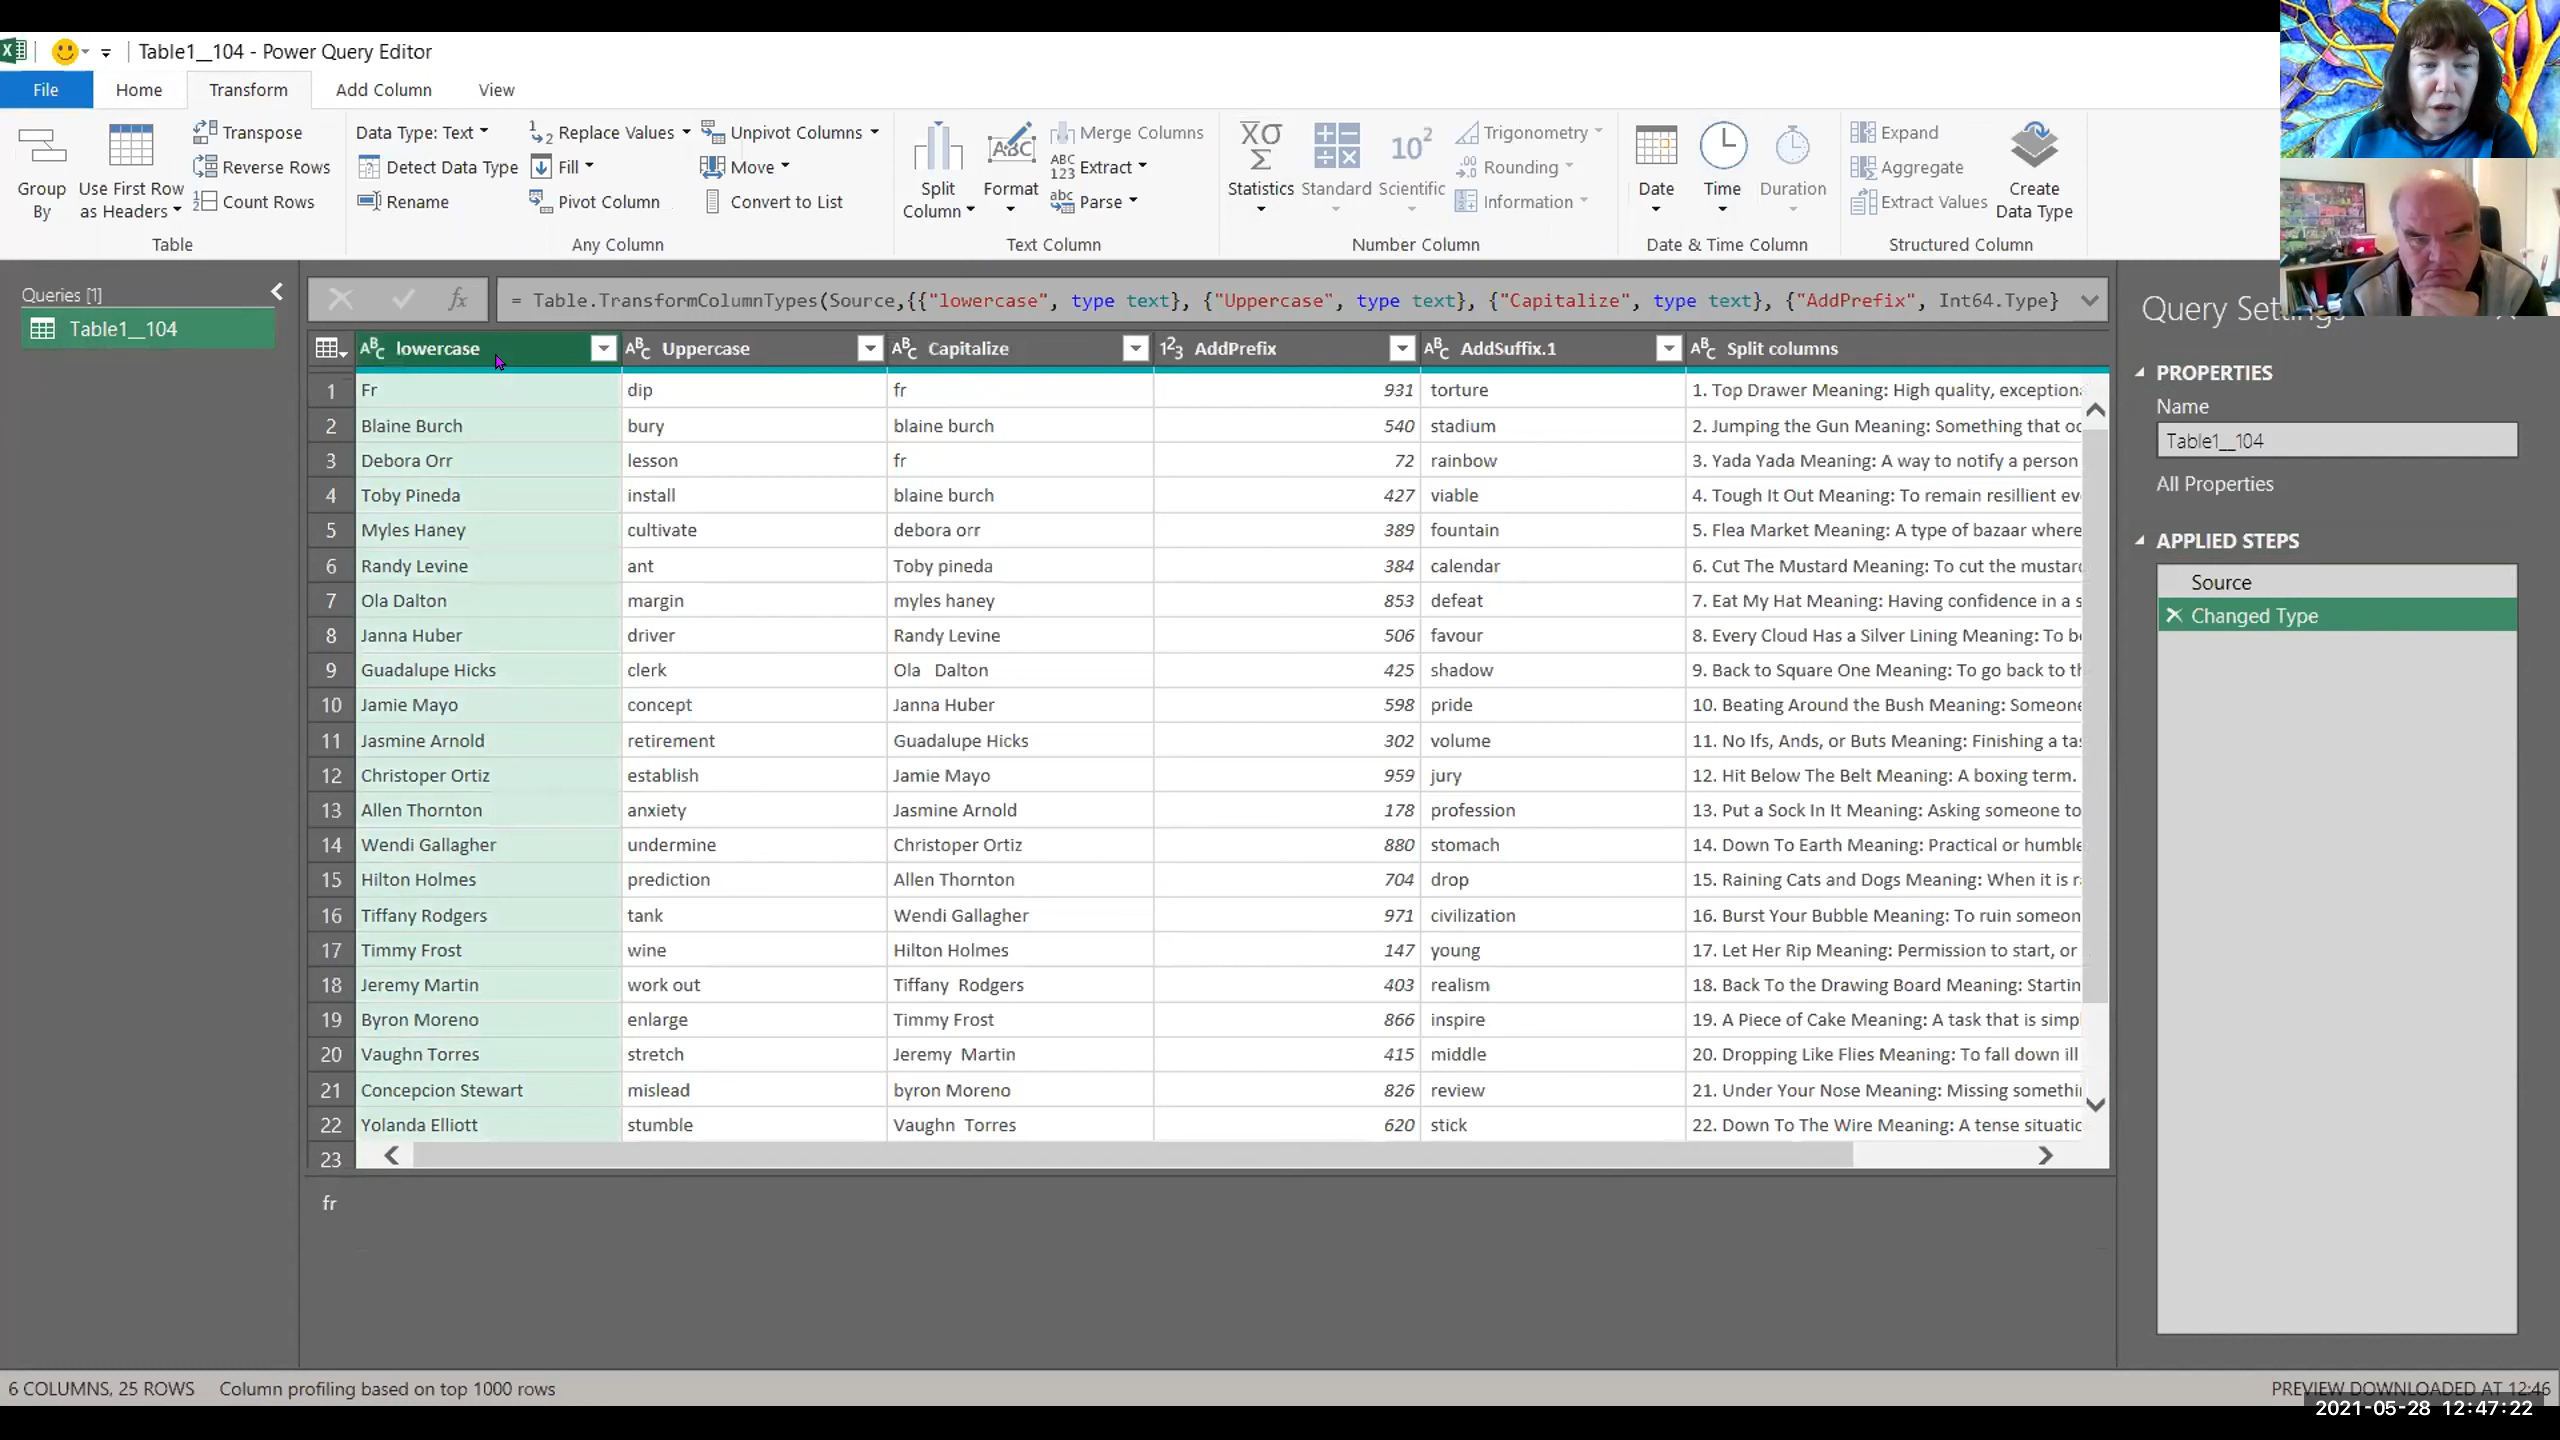 Table1__104 - Power Query Editor
File Home Transform Add Column View
Group By
Use First Row as Headers
Transpose
Reverse Rows
Count Rows
Table
Data Type: Text
Detect Data Type
Rename
Replace Values
Fill
Pivot Column
Unpivot Columns
Move
Convert to List
Any Column
Split Column
Format
Merge Columns
Extract
Parse
Text Column
Statistics
Standard
Scientific
Trigonometry
Rounding
Information
Number Column
Date
Time
Duration
Date & Time Column
Expand
Aggregate
Extract Values
Create Data Type
Structured Column
Queries [1]
Table1__104
= Table.TransformColumnTypes(Source,{{"lowercase", type text}, {"Uppercase", type text}, {"Capitalize", type text}, {"AddPrefix", Int64.Type}
lowercase Uppercase Capitalize AddPrefix AddSuffix.1 Split columns
1 Fr dip fr 931 torture 1. Top Drawer Meaning: High quality, exception
2 Blaine Burch bury blaine burch 540 stadium 2. Jumping the Gun Meaning: Something that oc
3 Debora Orr lesson fr 72 rainbow 3. Yada Yada Meaning: A way to notify a person
4 Toby Pineda install blaine burch 427 viable 4. Tough It Out Meaning: To remain resillient ev
5 Myles Haney cultivate debora orr 389 fountain 5. Flea Market Meaning: A type of bazaar where
6 Randy Levine ant Toby pineda 384 calendar 6. Cut The Mustard Meaning: To cut the mustard
7 Ola Dalton margin myles haney 853 defeat 7. Eat My Hat Meaning: Having confidence in a s
8 Janna Huber driver Randy Levine 506 favour 8. Every Cloud Has a Silver Lining Meaning: To be
9 Guadalupe Hicks clerk Ola Dalton 425 shadow 9. Back to Square One Meaning: To go back to th
10 Jamie Mayo concept Janna Huber 598 pride 10. Beating Around the Bush Meaning: Someone
11 Jasmine Arnold retirement Guadalupe Hicks 302 volume 11. No Ifs, Ands, or Buts Meaning: Finishing a tas
12 Christoper Ortiz establish Jamie Mayo 959 jury 12. Hit Below The Belt Meaning: A boxing term.
13 Allen Thornton anxiety Jasmine Arnold 178 profession 13. Put a Sock In It Meaning: Asking someone to
14 Wendi Gallagher undermine Christoper Ortiz 880 stomach 14. Down To Earth Meaning: Practical or humble
15 Hilton Holmes prediction Allen Thornton 704 drop 15. Raining Cats and Dogs Meaning: When it is r
16 Tiffany Rodgers tank Wendi Gallagher 971 civilization 16. Burst Your Bubble Meaning: To ruin someon
17 Timmy Frost wine Hilton Holmes 147 young 17. Let Her Rip Meaning: Permission to start, or
18 Jeremy Martin work out Tiffany Rodgers 403 realism 18. Back To the Drawing Board Meaning: Startin
19 Byron Moreno enlarge Timmy Frost 866 inspire 19. A Piece of Cake Meaning: A task that is simp
20 Vaughn Torres stretch Jeremy Martin 415 middle 20. Dropping Like Flies Meaning: To fall down ill
21 Concepcion Stewart mislead byron Moreno 826 review 21. Under Your Nose Meaning: Missing somethi
22 Yolanda Elliott stumble Vaughn Torres 620 stick 22. Down To The Wire Meaning: A tense situatio
23
fr
Query Settings
PROPERTIES
Name
Table1__104
All Properties
APPLIED STEPS
Source
Changed Type
6 COLUMNS, 25 ROWS Column profiling based on top 1000 rows
PREVIEW DOWNLOADED AT 12:46
2021-05-28 12:47:22